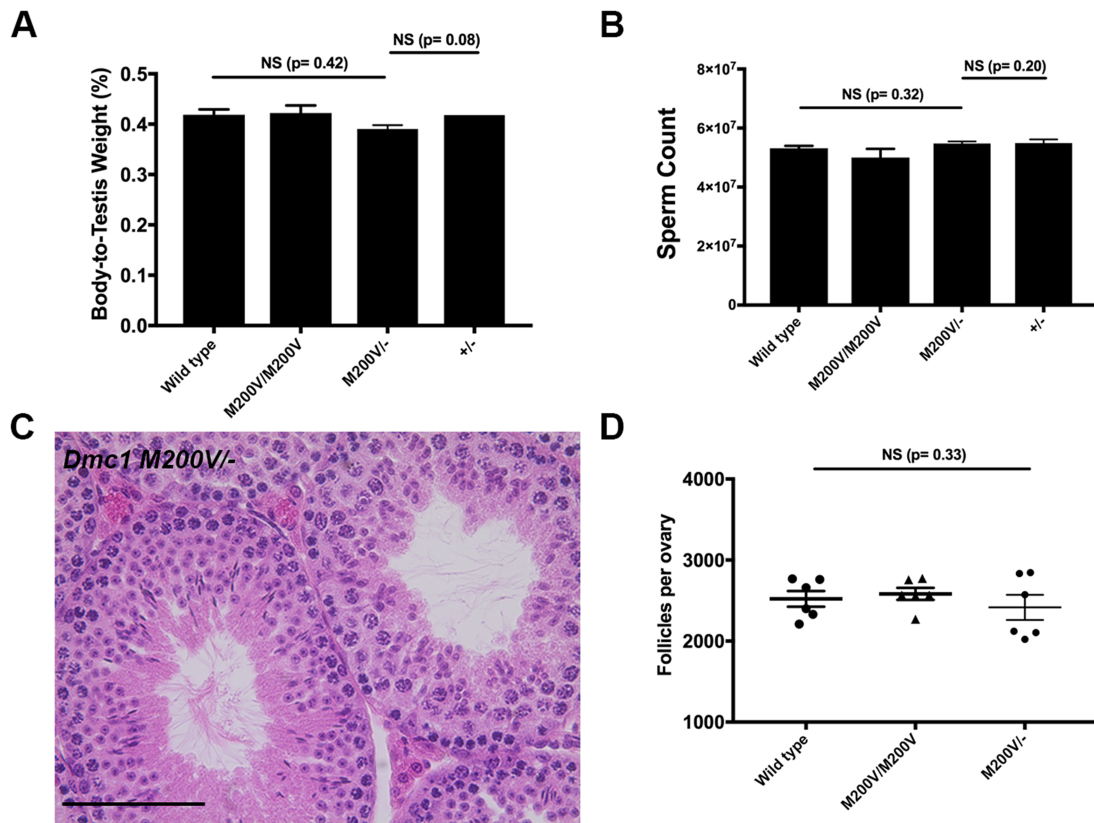 A
NS (p= 0.08)
NS (p= 0.42)
0.5
0.4
0.3
0.2
0.1
0.0
Body-to-Testis Weight (%)
Wild type
M200V/M200V
M200V/-
+/-
B
NS (p= 0.20)
NS (p= 0.32)
8×10⁷
6×10⁷
4×10⁷
2×10⁷
0
Sperm Count
Wild type
M200V/M200V
M200V/-
+/-
C
Dmc1 M200V/-
D
NS (p= 0.33)
4000
3000
2000
1000
Follicles per ovary
Wild type
M200V/M200V
M200V/-